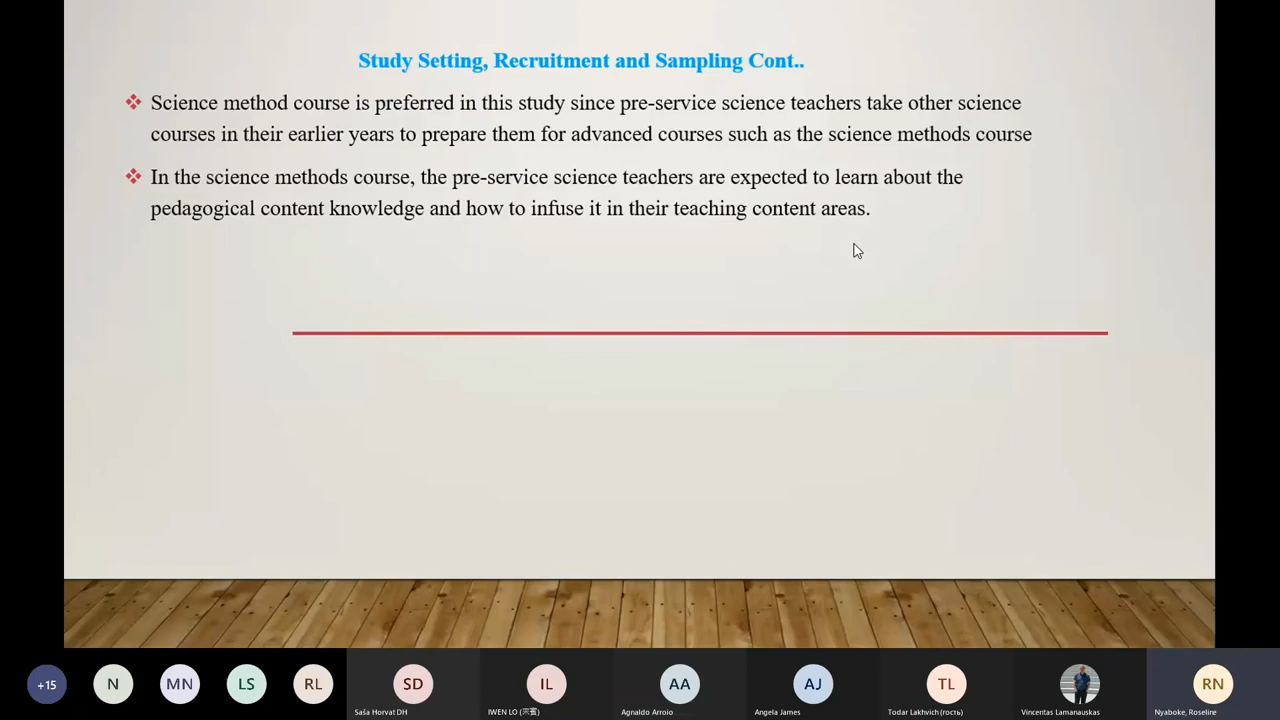 Study Setting, Recruitment and Sampling Cont..
Science method course is preferred in this study since pre-service science teachers take other science
courses in their earlier years to prepare them for advanced courses such as the science methods course
In the science methods course, the pre-service science teachers are expected to learn about the
pedagogical content knowledge and how to infuse it in their teaching content areas.
+15
N
MN
LS
RL
SD
IL
AA
AJ
TL
RN
Saša Horvat DH
IWEN LO (宗賓)
Agnaldo Arroio
Angela James
Todar Lakhvich (гость)
Vincentas Lamanauskas
Nyaboke, Roseline